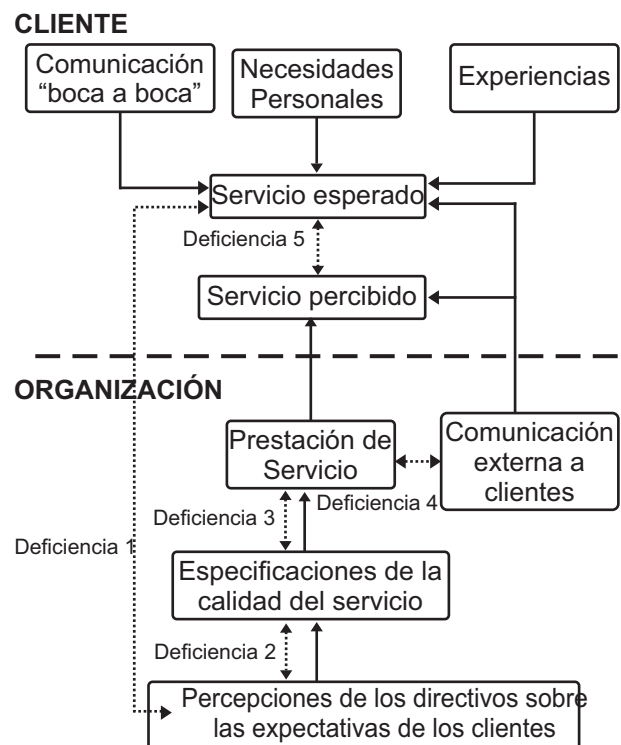 CLIENTE
Comunicación
“boca a boca”
Necesidades
Personales
Experiencias
Servicio esperado
Deficiencia 5
Servicio percibido
ORGANIZACIÓN
Prestación de
Servicio
Comunicación
externa a
clientes
Deficiencia 3
Deficiencia 4
Deficiencia 1
Especificaciones de la
calidad del servicio
Deficiencia 2
Percepciones de los directivos sobre
las expectativas de los clientes